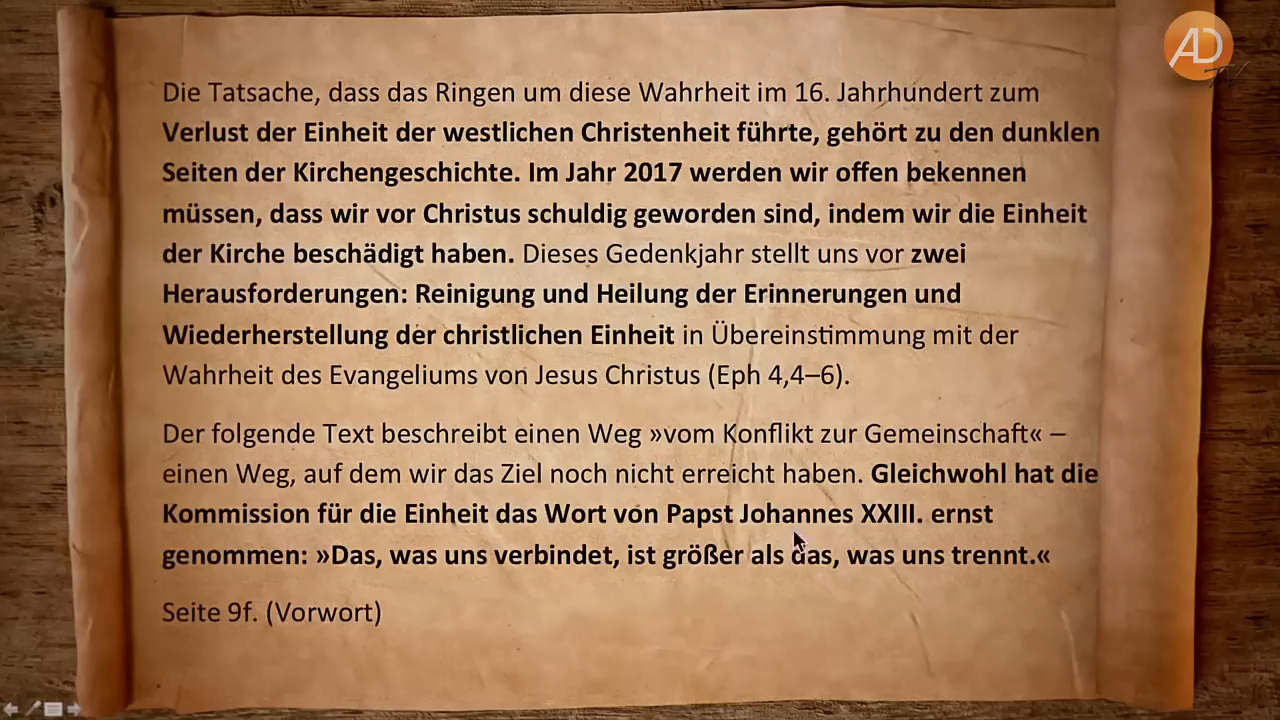 AD
Die Tatsache, dass das Ringen um diese Wahrheit im 16. Jahrhundert zum
Verlust der Einheit der westlichen Christenheit führte, gehört zu den dunklen
Seiten der Kirchengeschichte. Im Jahr 2017 werden wir offen bekennen
müssen, dass wir vor Christus schuldig geworden sind, indem wir die Einheit
der Kirche beschädigt haben. Dieses Gedenkjahr stellt uns vor zwei
Herausforderungen: Reinigung und Heilung der Erinnerungen und
Wiederherstellung der christlichen Einheit in Übereinstimmung mit der
Wahrheit des Evangeliums von Jesus Christus (Eph 4,4–6).
Der folgende Text beschreibt einen Weg »vom Konflikt zur Gemeinschaft« –
einen Weg, auf dem wir das Ziel noch nicht erreicht haben. Gleichwohl hat die
Kommission für die Einheit das Wort von Papst Johannes XXIII. ernst
genommen: »Das, was uns verbindet, ist größer als das, was uns trennt.«
Seite 9f. (Vorwort)